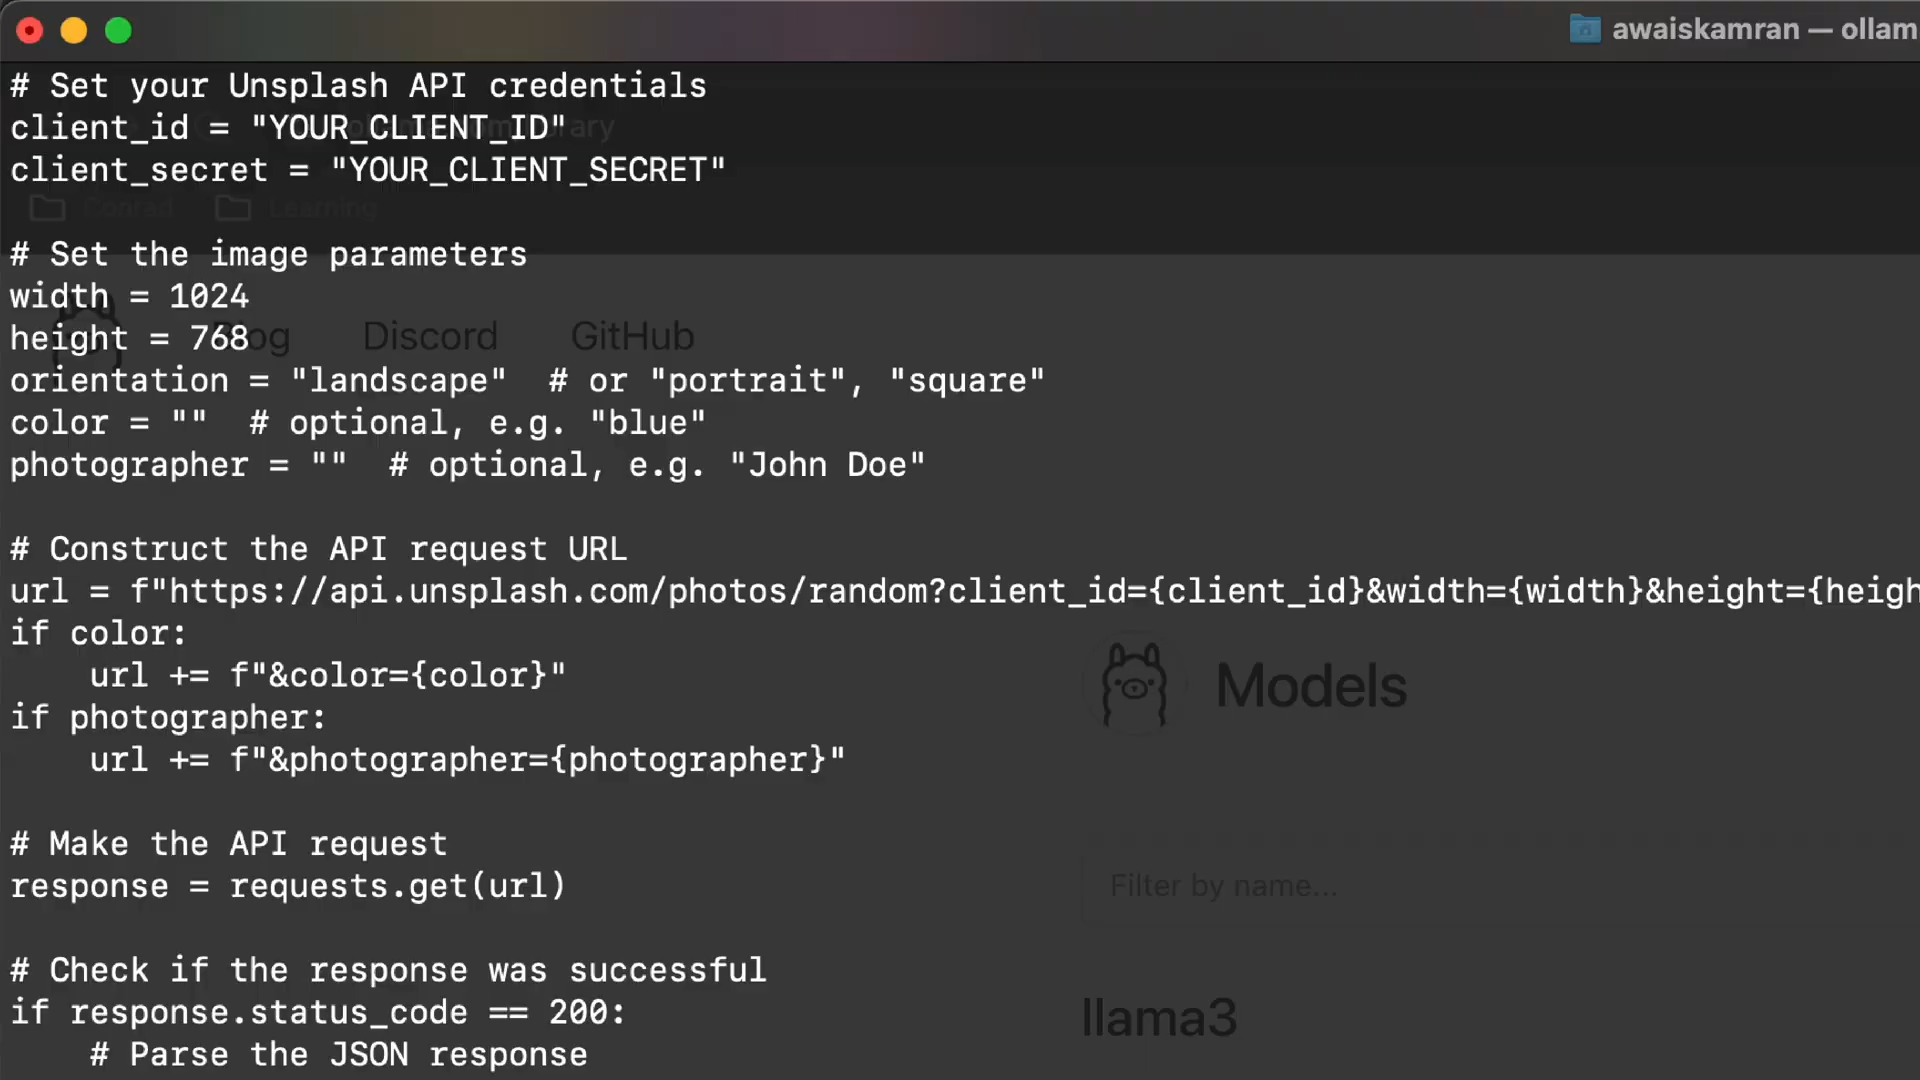 awaiskamran — ollam
# Set your Unsplash API credentials
client_id = "YOUR_CLIENT_ID"
client_secret = "YOUR_CLIENT_SECRET"
Conrad
Learning
# Set the image parameters
width = 1024
height = 768
Discord
GitHub
orientation = "landscape"  # or "portrait", "square"
color = ""  # optional, e.g. "blue"
photographer = ""  # optional, e.g. "John Doe"
# Construct the API request URL
url = f"https://api.unsplash.com/photos/random?client_id={client_id}&width={width}&height={heigh
if color:
    url += f"&color={color}"
Models
if photographer:
    url += f"&photographer={photographer}"
# Make the API request
response = requests.get(url)
Filter by name...
# Check if the response was successful
if response.status_code == 200:
llama3
    # Parse the JSON response